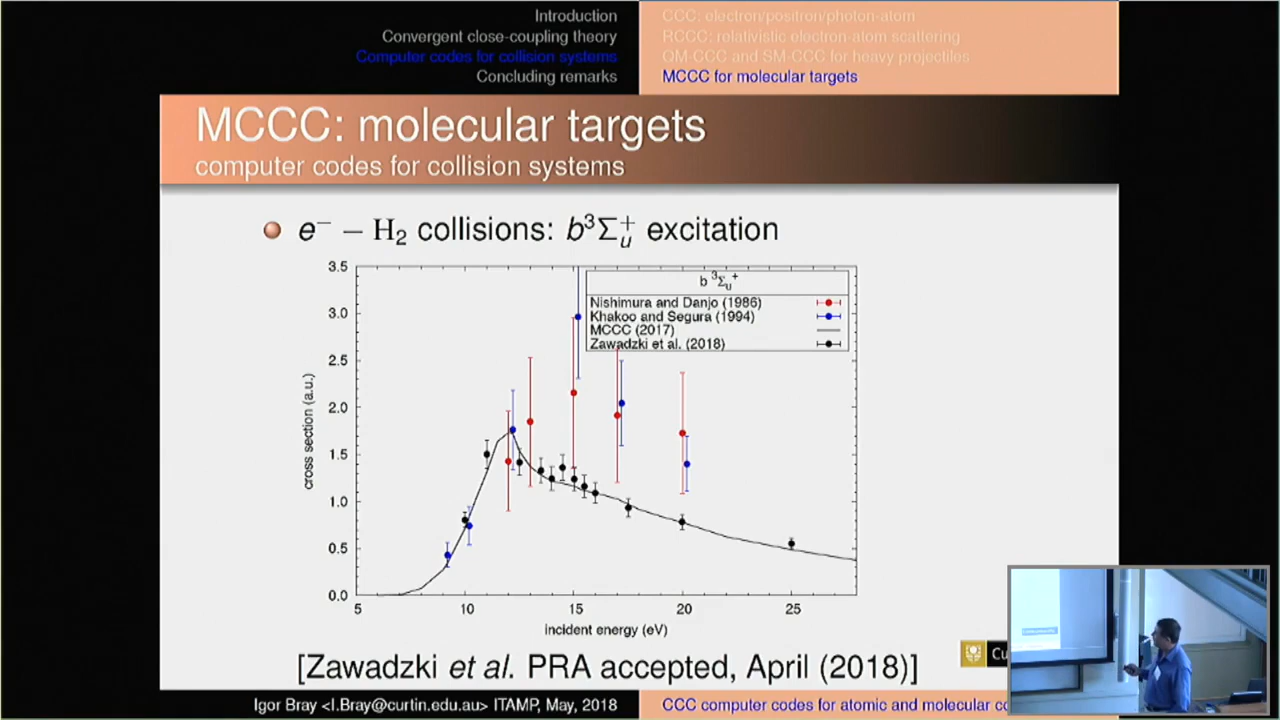 Introduction
Convergent close-coupling theory
Computer codes for collision systems
Concluding remarks
CCC: electron/positron/photon-atom
RCCC: relativistic electron-atom scattering
OM-CCC and SM-CCC for heavy projectiles
MCCC for molecular targets
MCCC: molecular targets
computer codes for collision systems
e⁻ − H₂ collisions: b³Σᵤ⁺ excitation
b ³Σᵤ⁺
Nishimura and Danjo (1986)
Khakoo and Segura (1994)
MCCC (2017)
Zawadzki et al. (2018)
cross section (a.u.)
3.5
3.0
2.5
2.0
1.5
1.0
0.5
0.0
5 10 15 20 25
incident energy (eV)
[Zawadzki et al. PRA accepted, April (2018)]
Igor Bray <I.Bray@curtin.edu.au> ITAMP, May, 2018
CCC computer codes for atomic and molecular